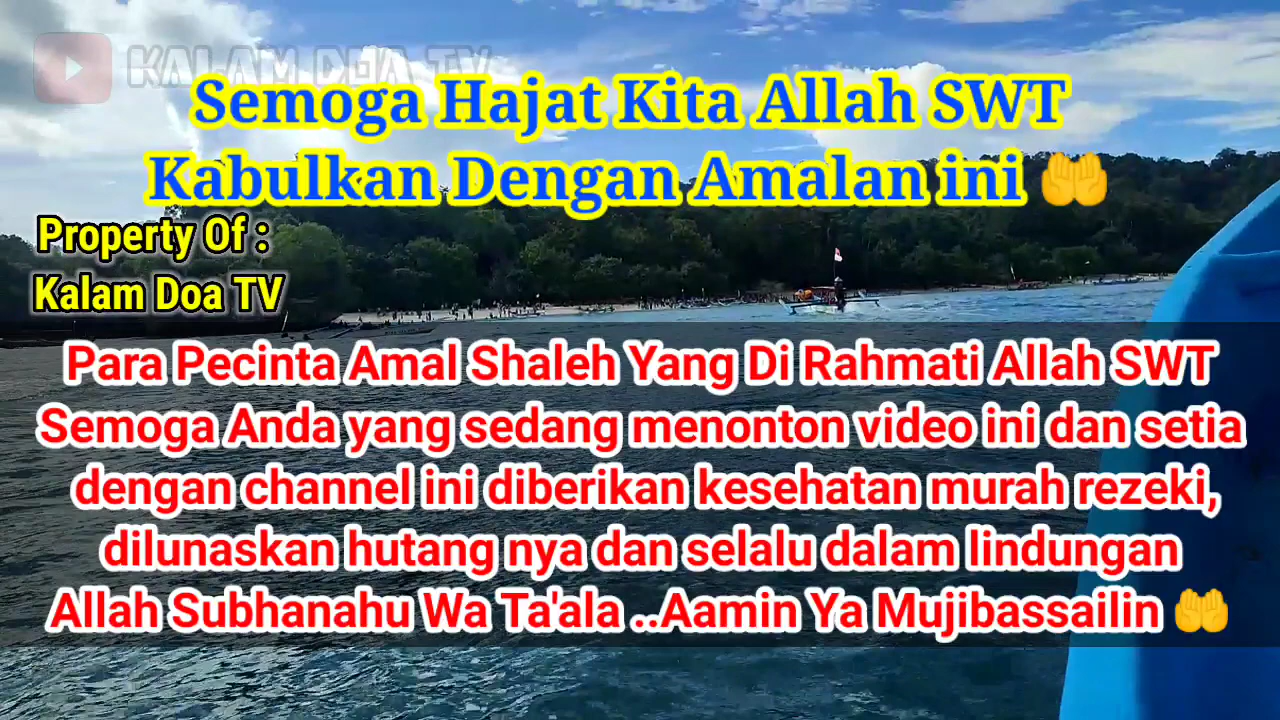 KALAM DOA TV
Semoga Hajat Kita Allah SWT
Kabulkan Dengan Amalan ini 🤲
Property Of :
Kalam Doa TV
Para Pecinta Amal Shaleh Yang Di Rahmati Allah SWT
Semoga Anda yang sedang menonton video ini dan setia
dengan channel ini diberikan kesehatan murah rezeki,
dilunaskan hutang nya dan selalu dalam lindungan
Allah Subhanahu Wa Ta'ala ..Aamin Ya Mujibassailin 🤲